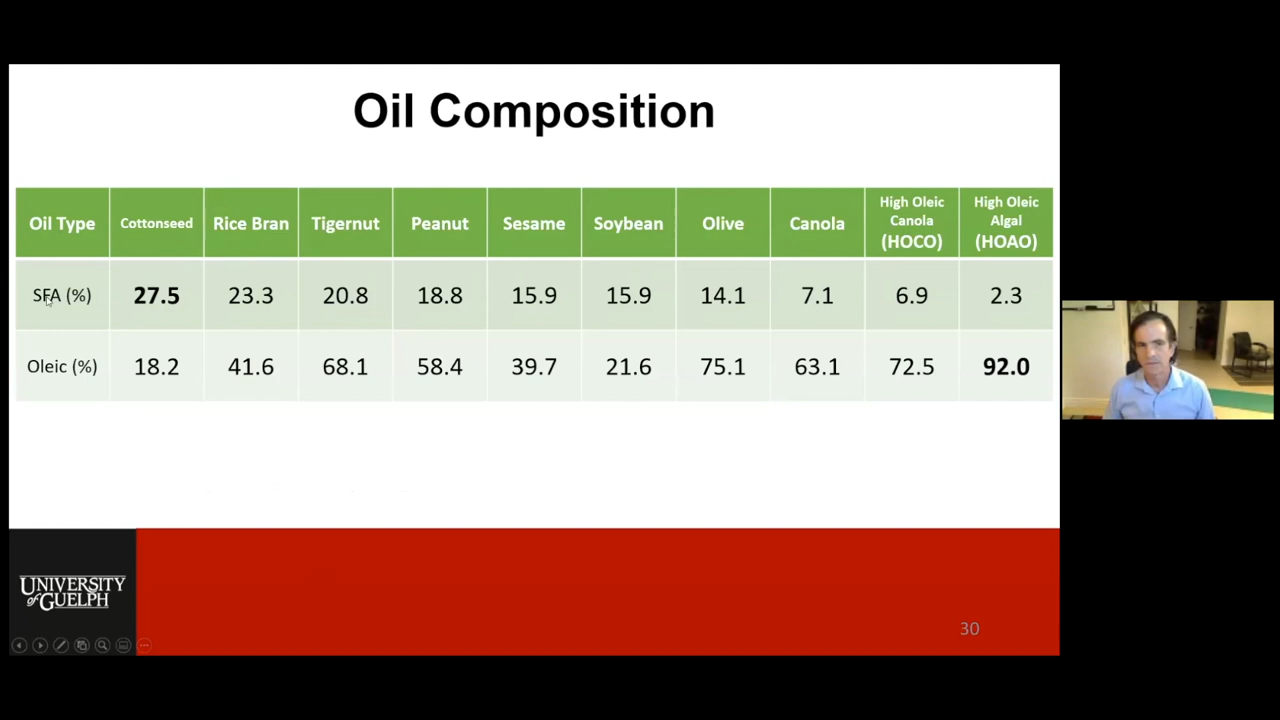 Oil Composition
Oil Type Cottonseed Rice Bran Tigernut Peanut Sesame Soybean Olive Canola High Oleic Canola (HOCO) High Oleic Algal (HOAO)
SFA (%) 27.5 23.3 20.8 18.8 15.9 15.9 14.1 7.1 6.9 2.3
Oleic (%) 18.2 41.6 68.1 58.4 39.7 21.6 75.1 63.1 72.5 92.0
UNIVERSITY
of GUELPH
30